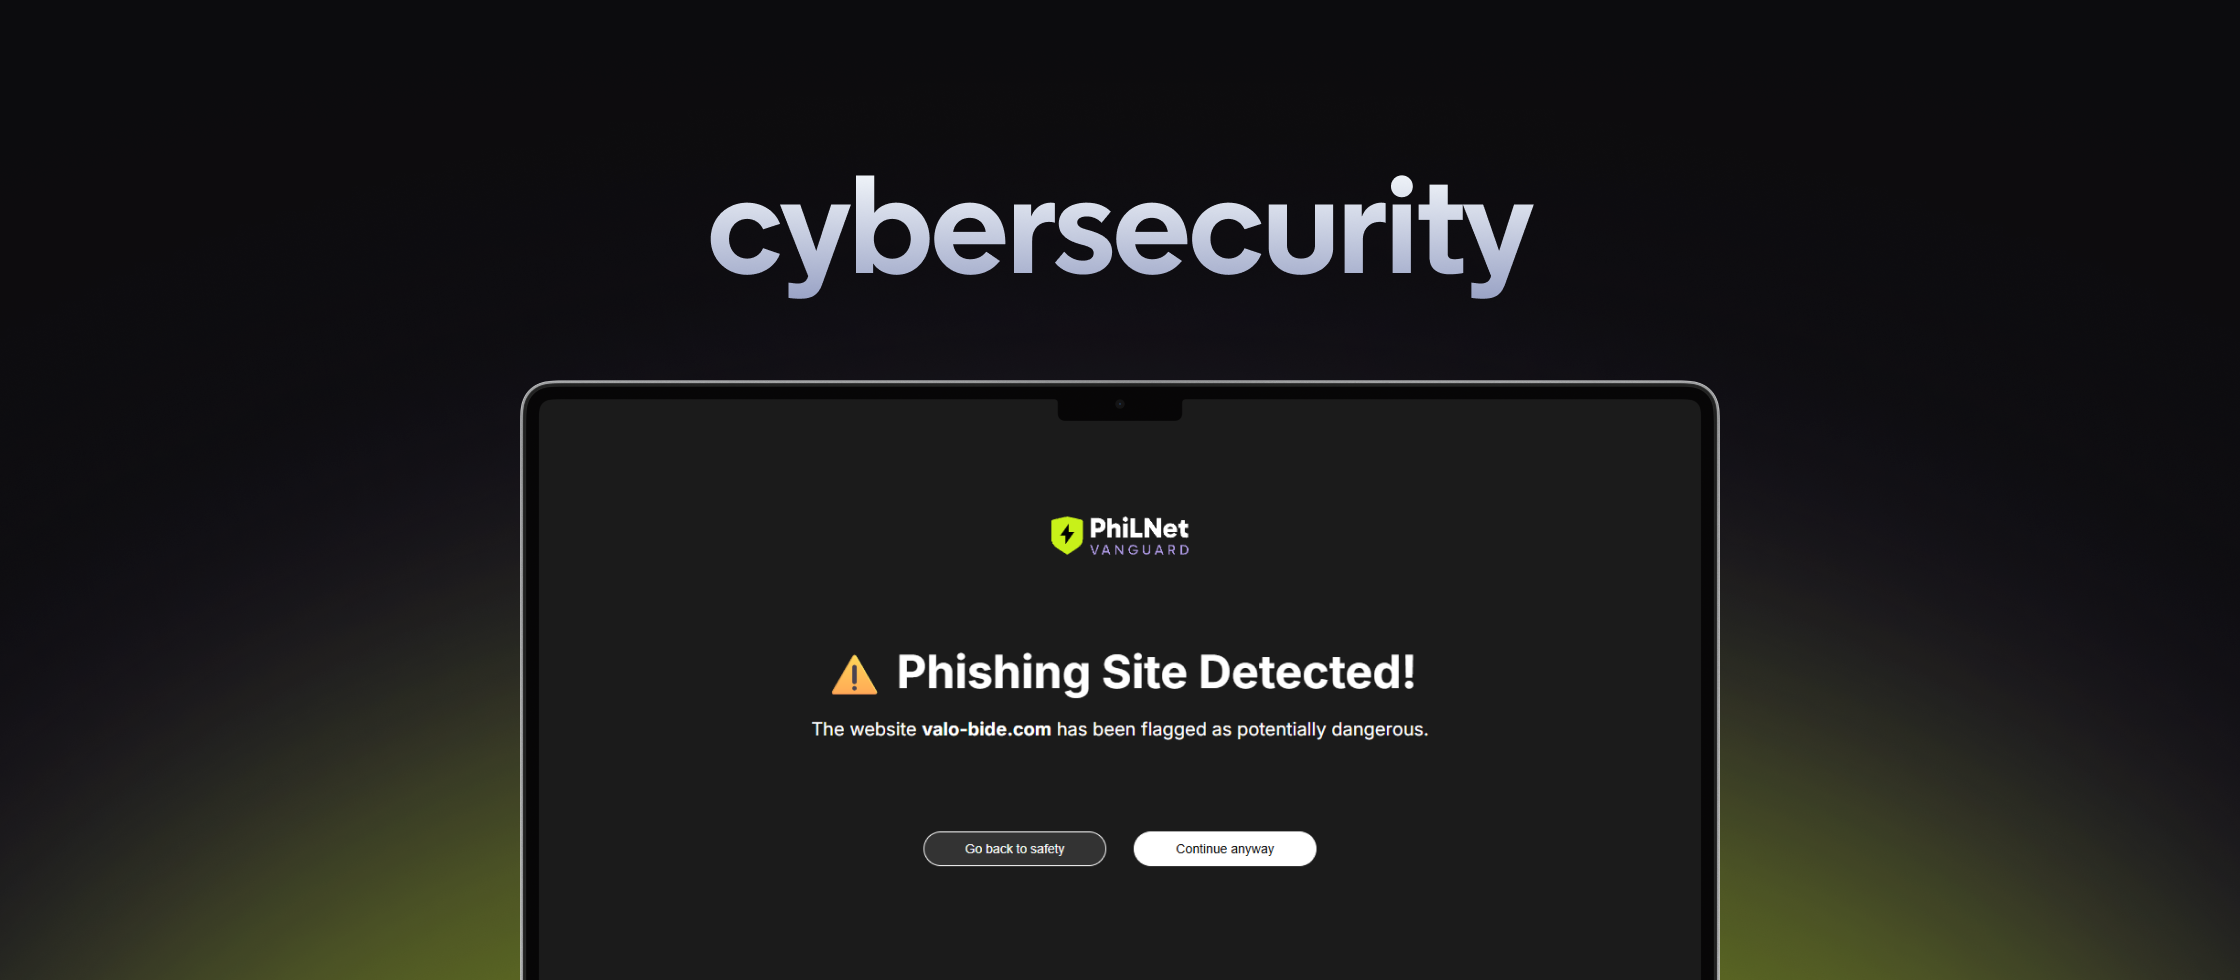 cybersecurity
PhiLNet
VANGUARD
Phishing Site Detected!
The website valo-bide.com has been flagged as potentially dangerous.
Go back to safety
Continue anyway